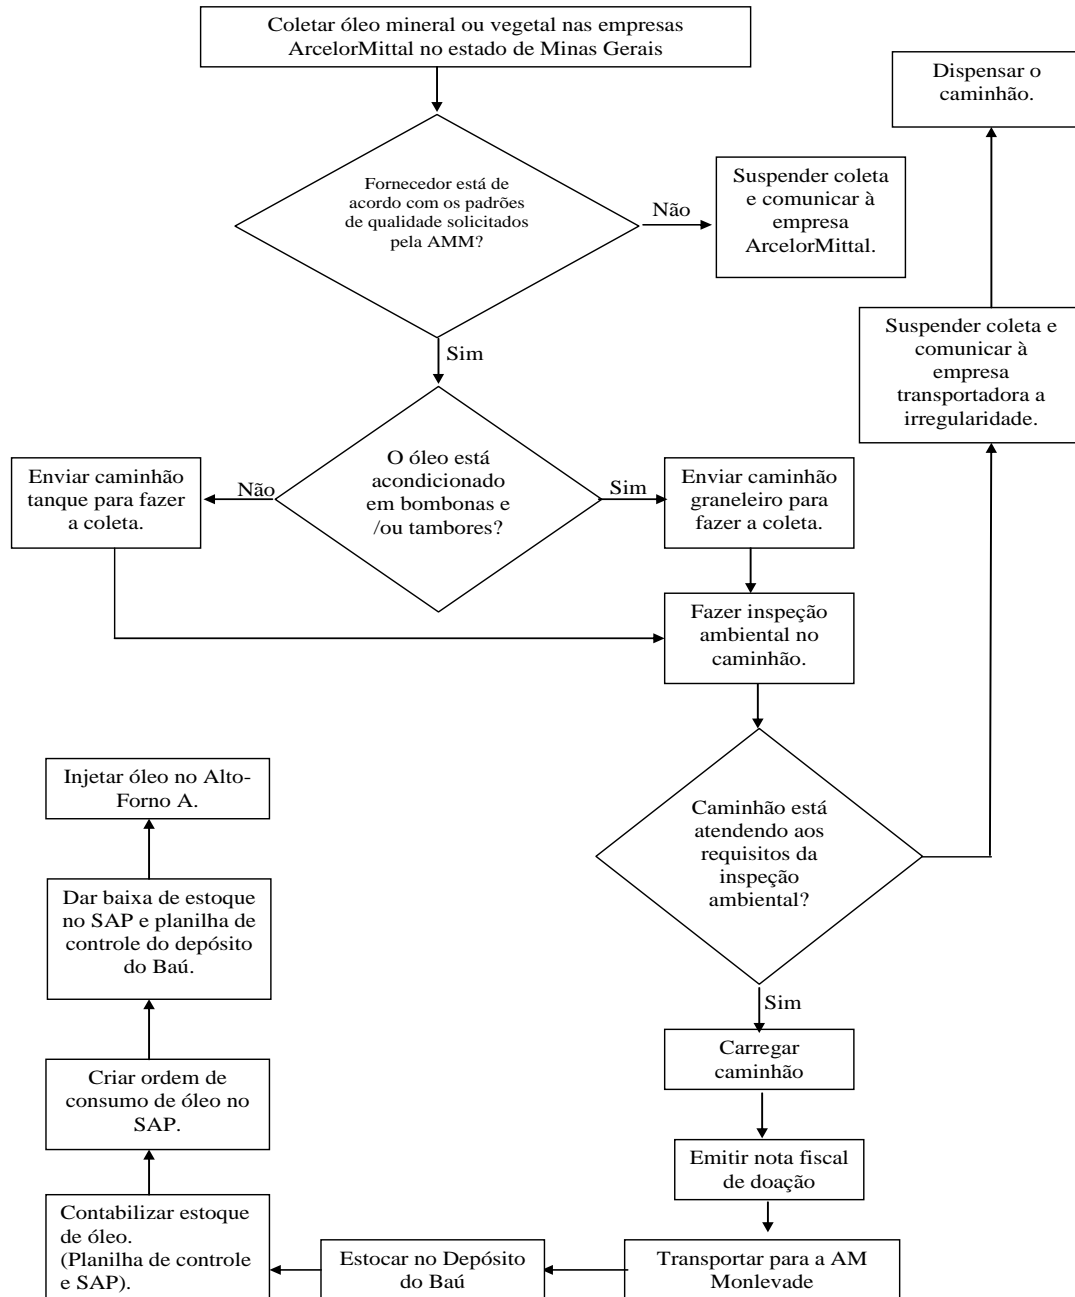 Coletar óleo mineral ou vegetal nas empresas
ArcelorMittal no estado de Minas Gerais
Dispensar o
caminhão.
Fornecedor está de
acordo com os padrões
de qualidade solicitados
pela AMM?
Não
Suspender coleta
e comunicar à
empresa
ArcelorMittal.
Suspender coleta e
comunicar à
empresa
transportadora a
irregularidade.
Sim
O óleo está
acondicionado
em bombonas e
/ou tambores?
Não
Enviar caminhão
tanque para fazer
a coleta.
Sim
Enviar caminhão
graneleiro para
fazer a coleta.
Fazer inspeção
ambiental no
caminhão.
Caminhão está
atendendo aos
requisitos da
inspeção
ambiental?
Sim
Carregar
caminhão
Emitir nota fiscal
de doação
Transportar para a AM
Monlevade
Estocar no Depósito
do Baú
Contabilizar estoque
de óleo.
(Planilha de controle
e SAP).
Criar ordem de
consumo de óleo no
SAP.
Dar baixa de estoque
no SAP e planilha de
controle do depósito
do Baú.
Injetar óleo no Alto-
Forno A.